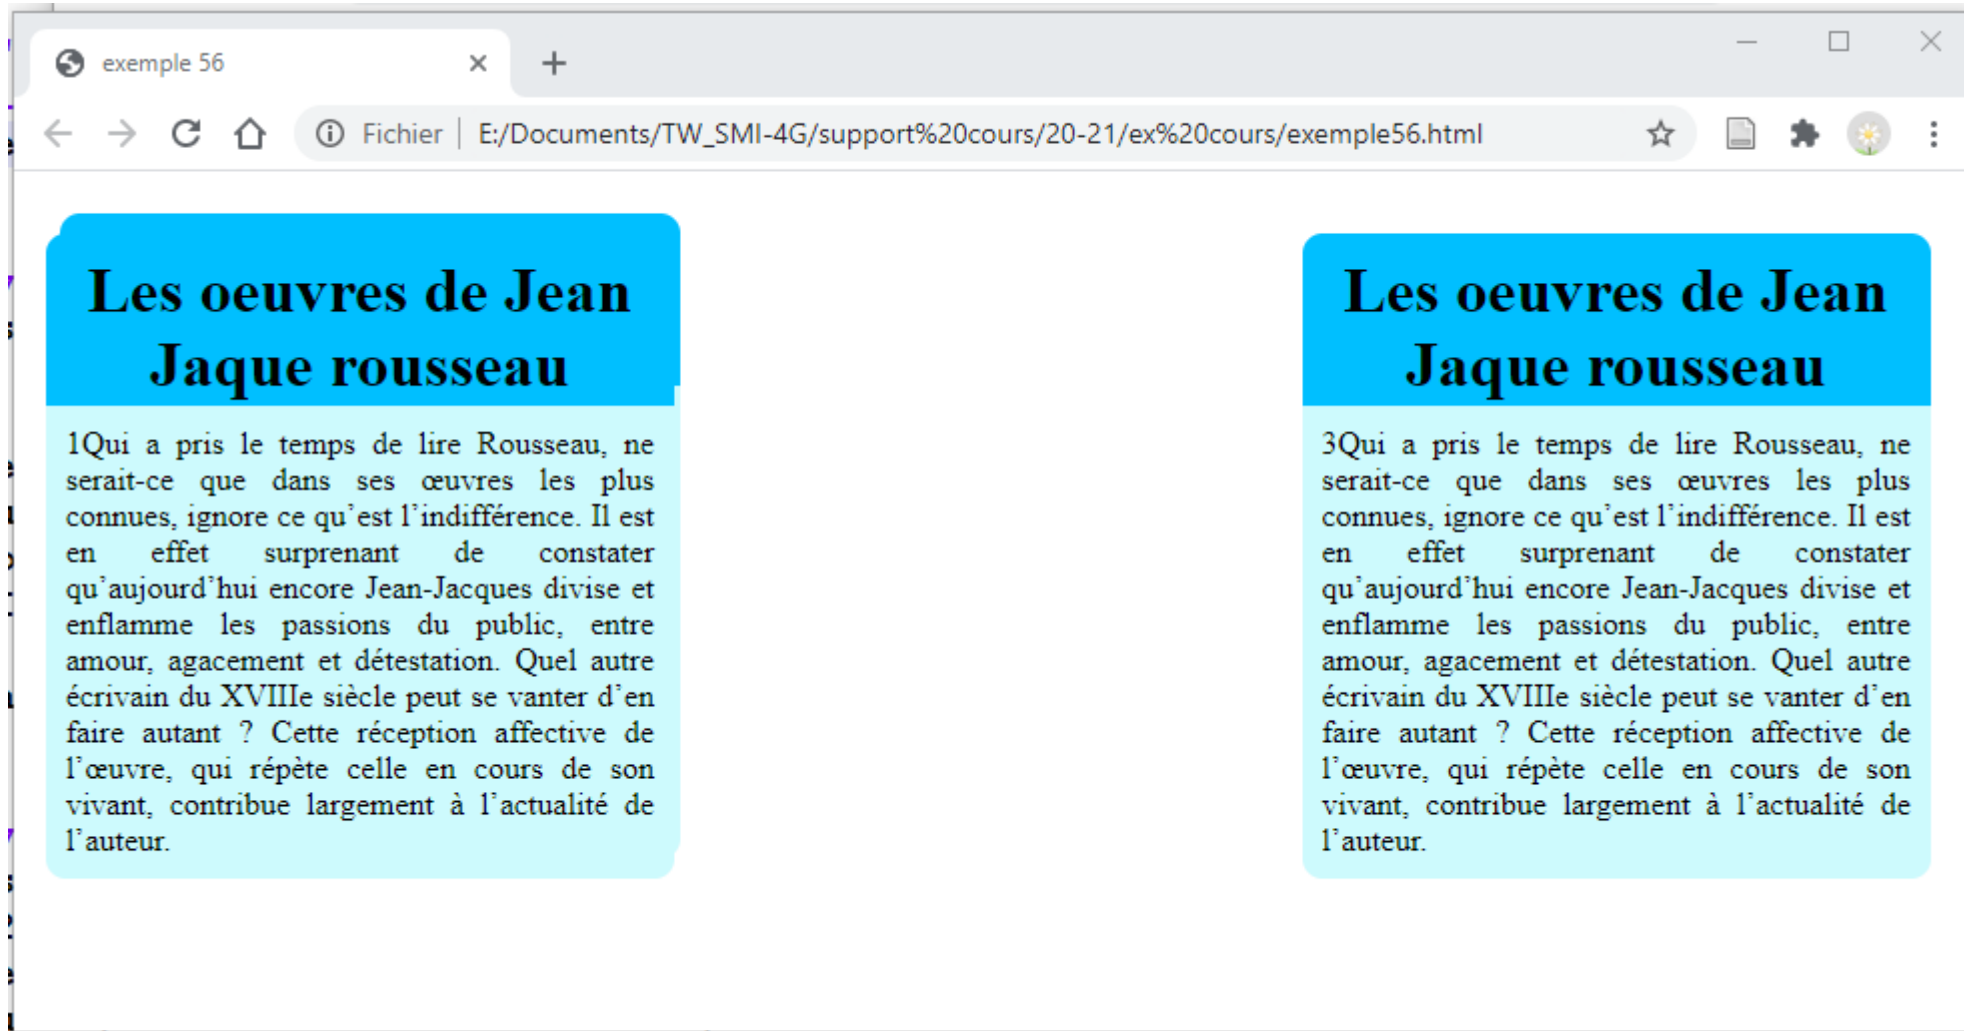 exemple 56
Fichier E:/Documents/TW_SMI-4G/support%20cours/20-21/ex%20cours/exemple56.html
Les oeuvres de Jean
Jaque rousseau
1Qui a pris le temps de lire Rousseau, ne
serait-ce que dans ses œuvres les plus
connues, ignore ce qu’est l’indifférence. Il est
en effet surprenant de constater
qu’aujourd’hui encore Jean-Jacques divise et
enflamme les passions du public, entre
amour, agacement et détestation. Quel autre
écrivain du XVIIIe siècle peut se vanter d’en
faire autant ? Cette réception affective de
l’œuvre, qui répète celle en cours de son
vivant, contribue largement à l’actualité de
l’auteur.
Les oeuvres de Jean
Jaque rousseau
3Qui a pris le temps de lire Rousseau, ne
serait-ce que dans ses œuvres les plus
connues, ignore ce qu’est l’indifférence. Il est
en effet surprenant de constater
qu’aujourd’hui encore Jean-Jacques divise et
enflamme les passions du public, entre
amour, agacement et détestation. Quel autre
écrivain du XVIIIe siècle peut se vanter d’en
faire autant ? Cette réception affective de
l’œuvre, qui répète celle en cours de son
vivant, contribue largement à l’actualité de
l’auteur.